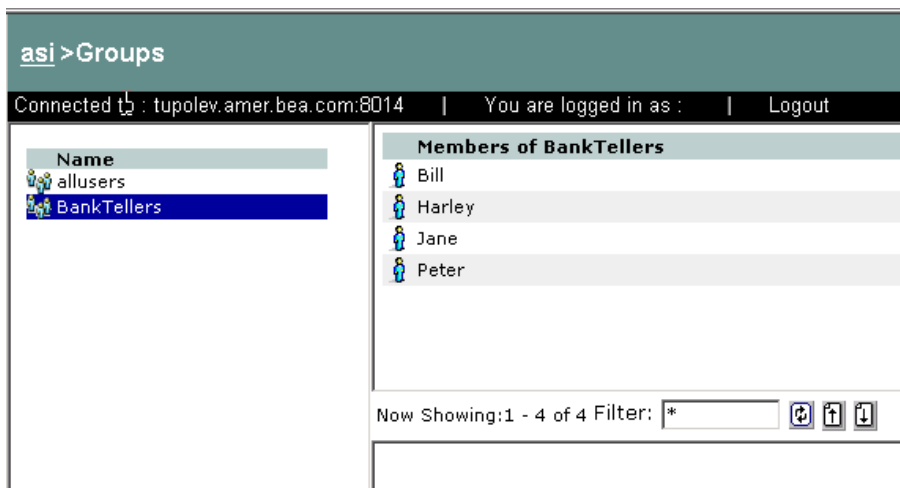 asi >Groups
Connected to : tupolev.amer.bea.com:8014 | You are logged in as : | Logout
Name
allusers
BankTellers
Members of BankTellers
Bill
Harley
Jane
Peter
Now Showing:1 - 4 of 4 Filter: *